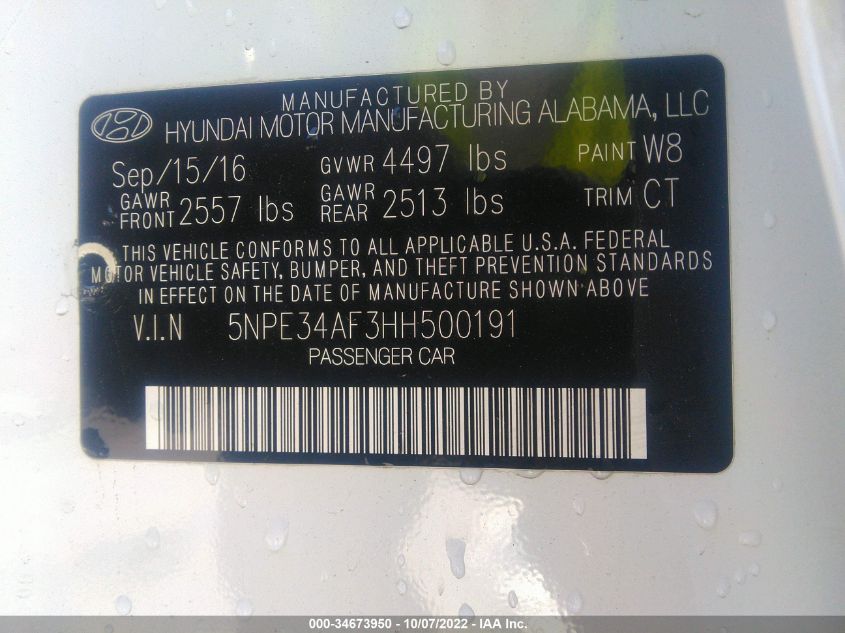 MANUFACTURED BY
HYUNDAI MOTOR MANUFACTURING ALABAMA, LLC
Sep/15/16 GVWR 4497 lbs PAINT W8
GAWR FRONT 2557 lbs GAWR REAR 2513 lbs TRIM CT
THIS VEHICLE CONFORMS TO ALL APPLICABLE U.S.A. FEDERAL
MOTOR VEHICLE SAFETY, BUMPER, AND THEFT PREVENTION STANDARDS
IN EFFECT ON THE DATE OF MANUFACTURE SHOWN ABOVE
V.I.N 5NPE34AF3HH500191
PASSENGER CAR
000-34673950 - 10/07/2022 - IAA Inc.